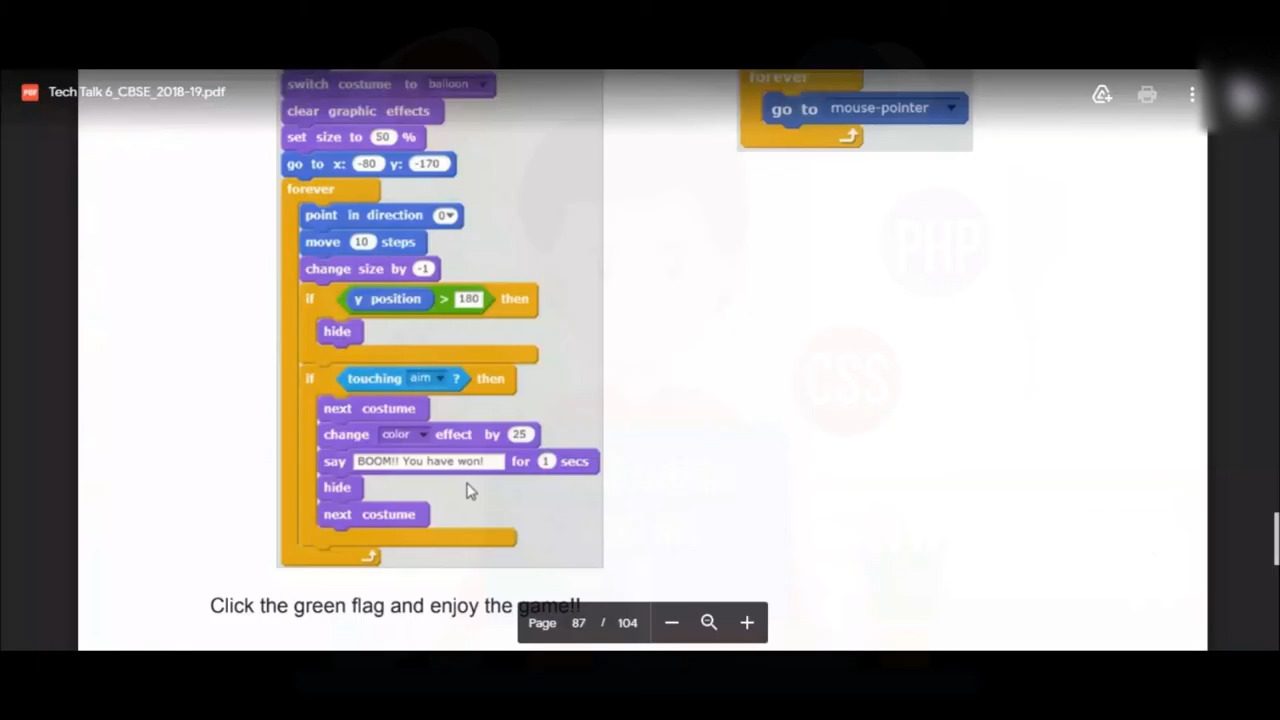 Tech Talk 6_CBSE_2018-19.pdf
switch costume to balloon
clear graphic effects
set size to 50 %
go to x: -80 y: -170
forever
point in direction 0
move 10 steps
change size by -1
if y position > 180 then
hide
if touching aim ? then
next costume
change color effect by 25
say BOOM!! You have won! for 1 secs
hide
next costume
forever
go to mouse-pointer
PHP
CSS
Click the green flag and enjoy the game!!
Page 87 / 104